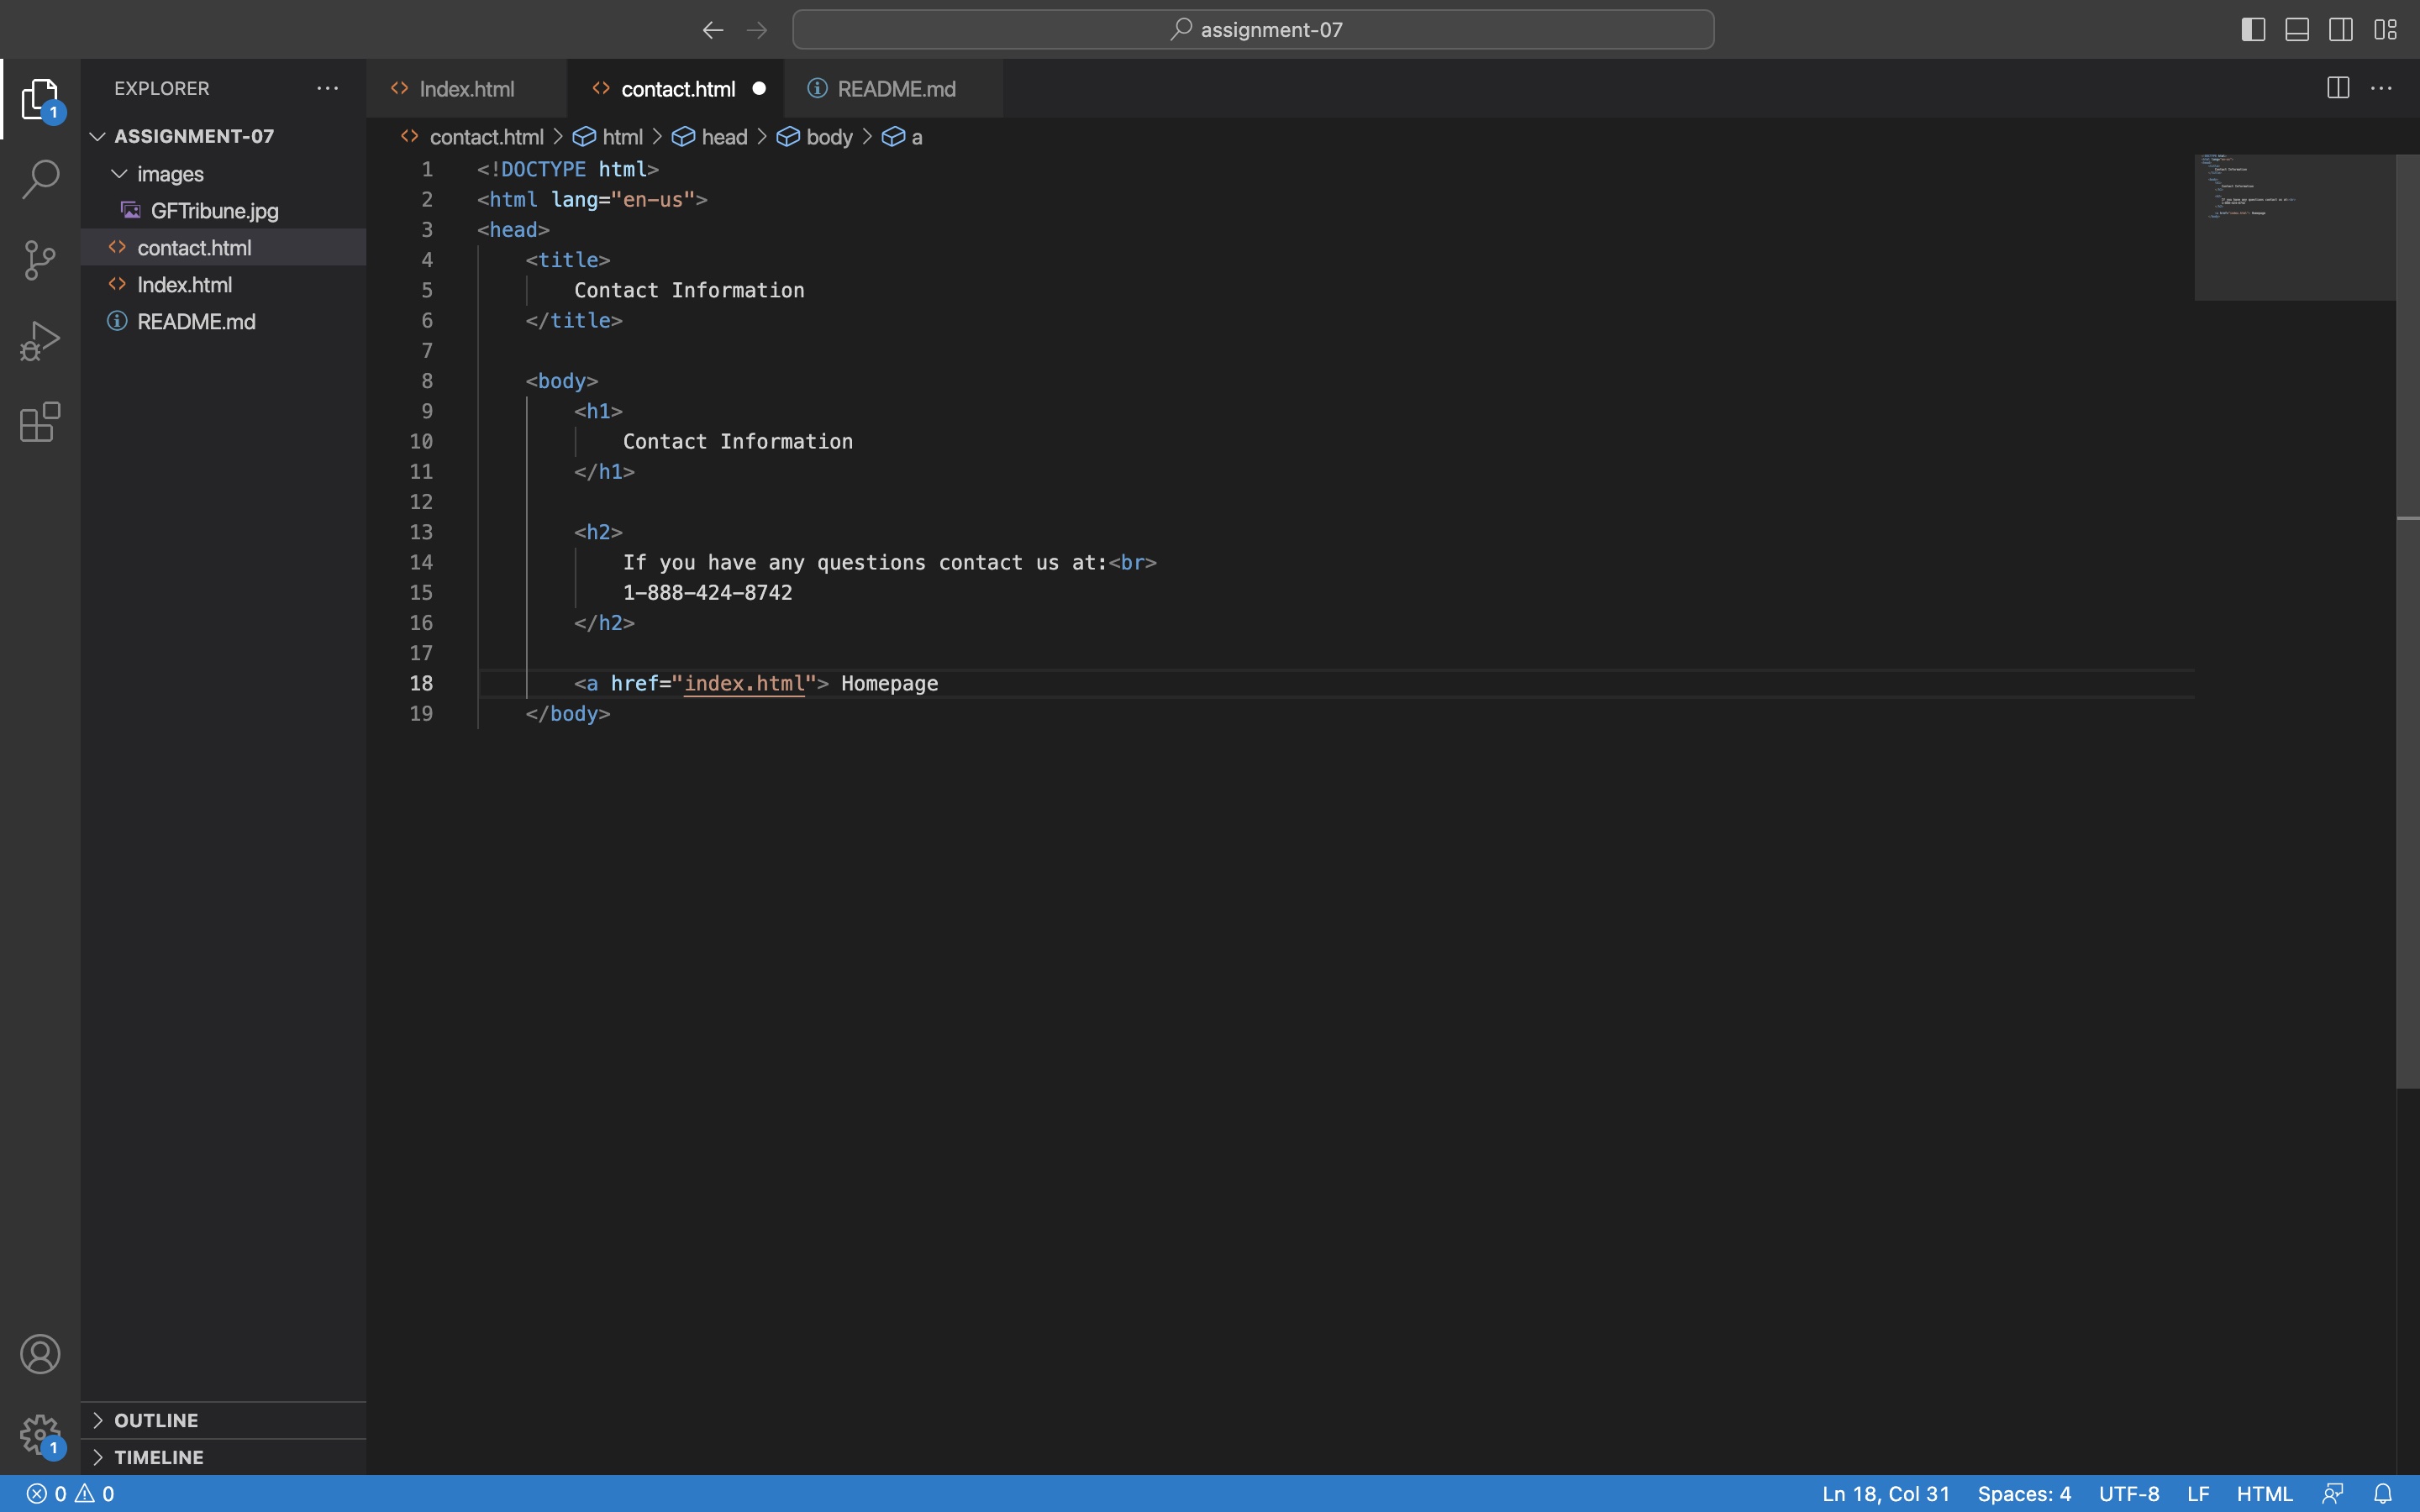 assignment-07
EXPLORER
Index.html
contact.html
README.md
1
ASSIGNMENT-07
images
GFTribune.jpg
contact.html
Index.html
README.md
contact.html > html > head > body > a
1 <!DOCTYPE html>
2 <html lang="en-us">
3 <head>
4 <title>
5 Contact Information
6 </title>
7
8 <body>
9 <h1>
10 Contact Information
11 </h1>
12
13 <h2>
14 If you have any questions contact us at:<br>
15 1-888-424-8742
16 </h2>
17
18 <a href="index.html"> Homepage
19 </body>
OUTLINE
1
TIMELINE
0 0
Ln 18, Col 31 Spaces: 4 UTF-8 LF HTML